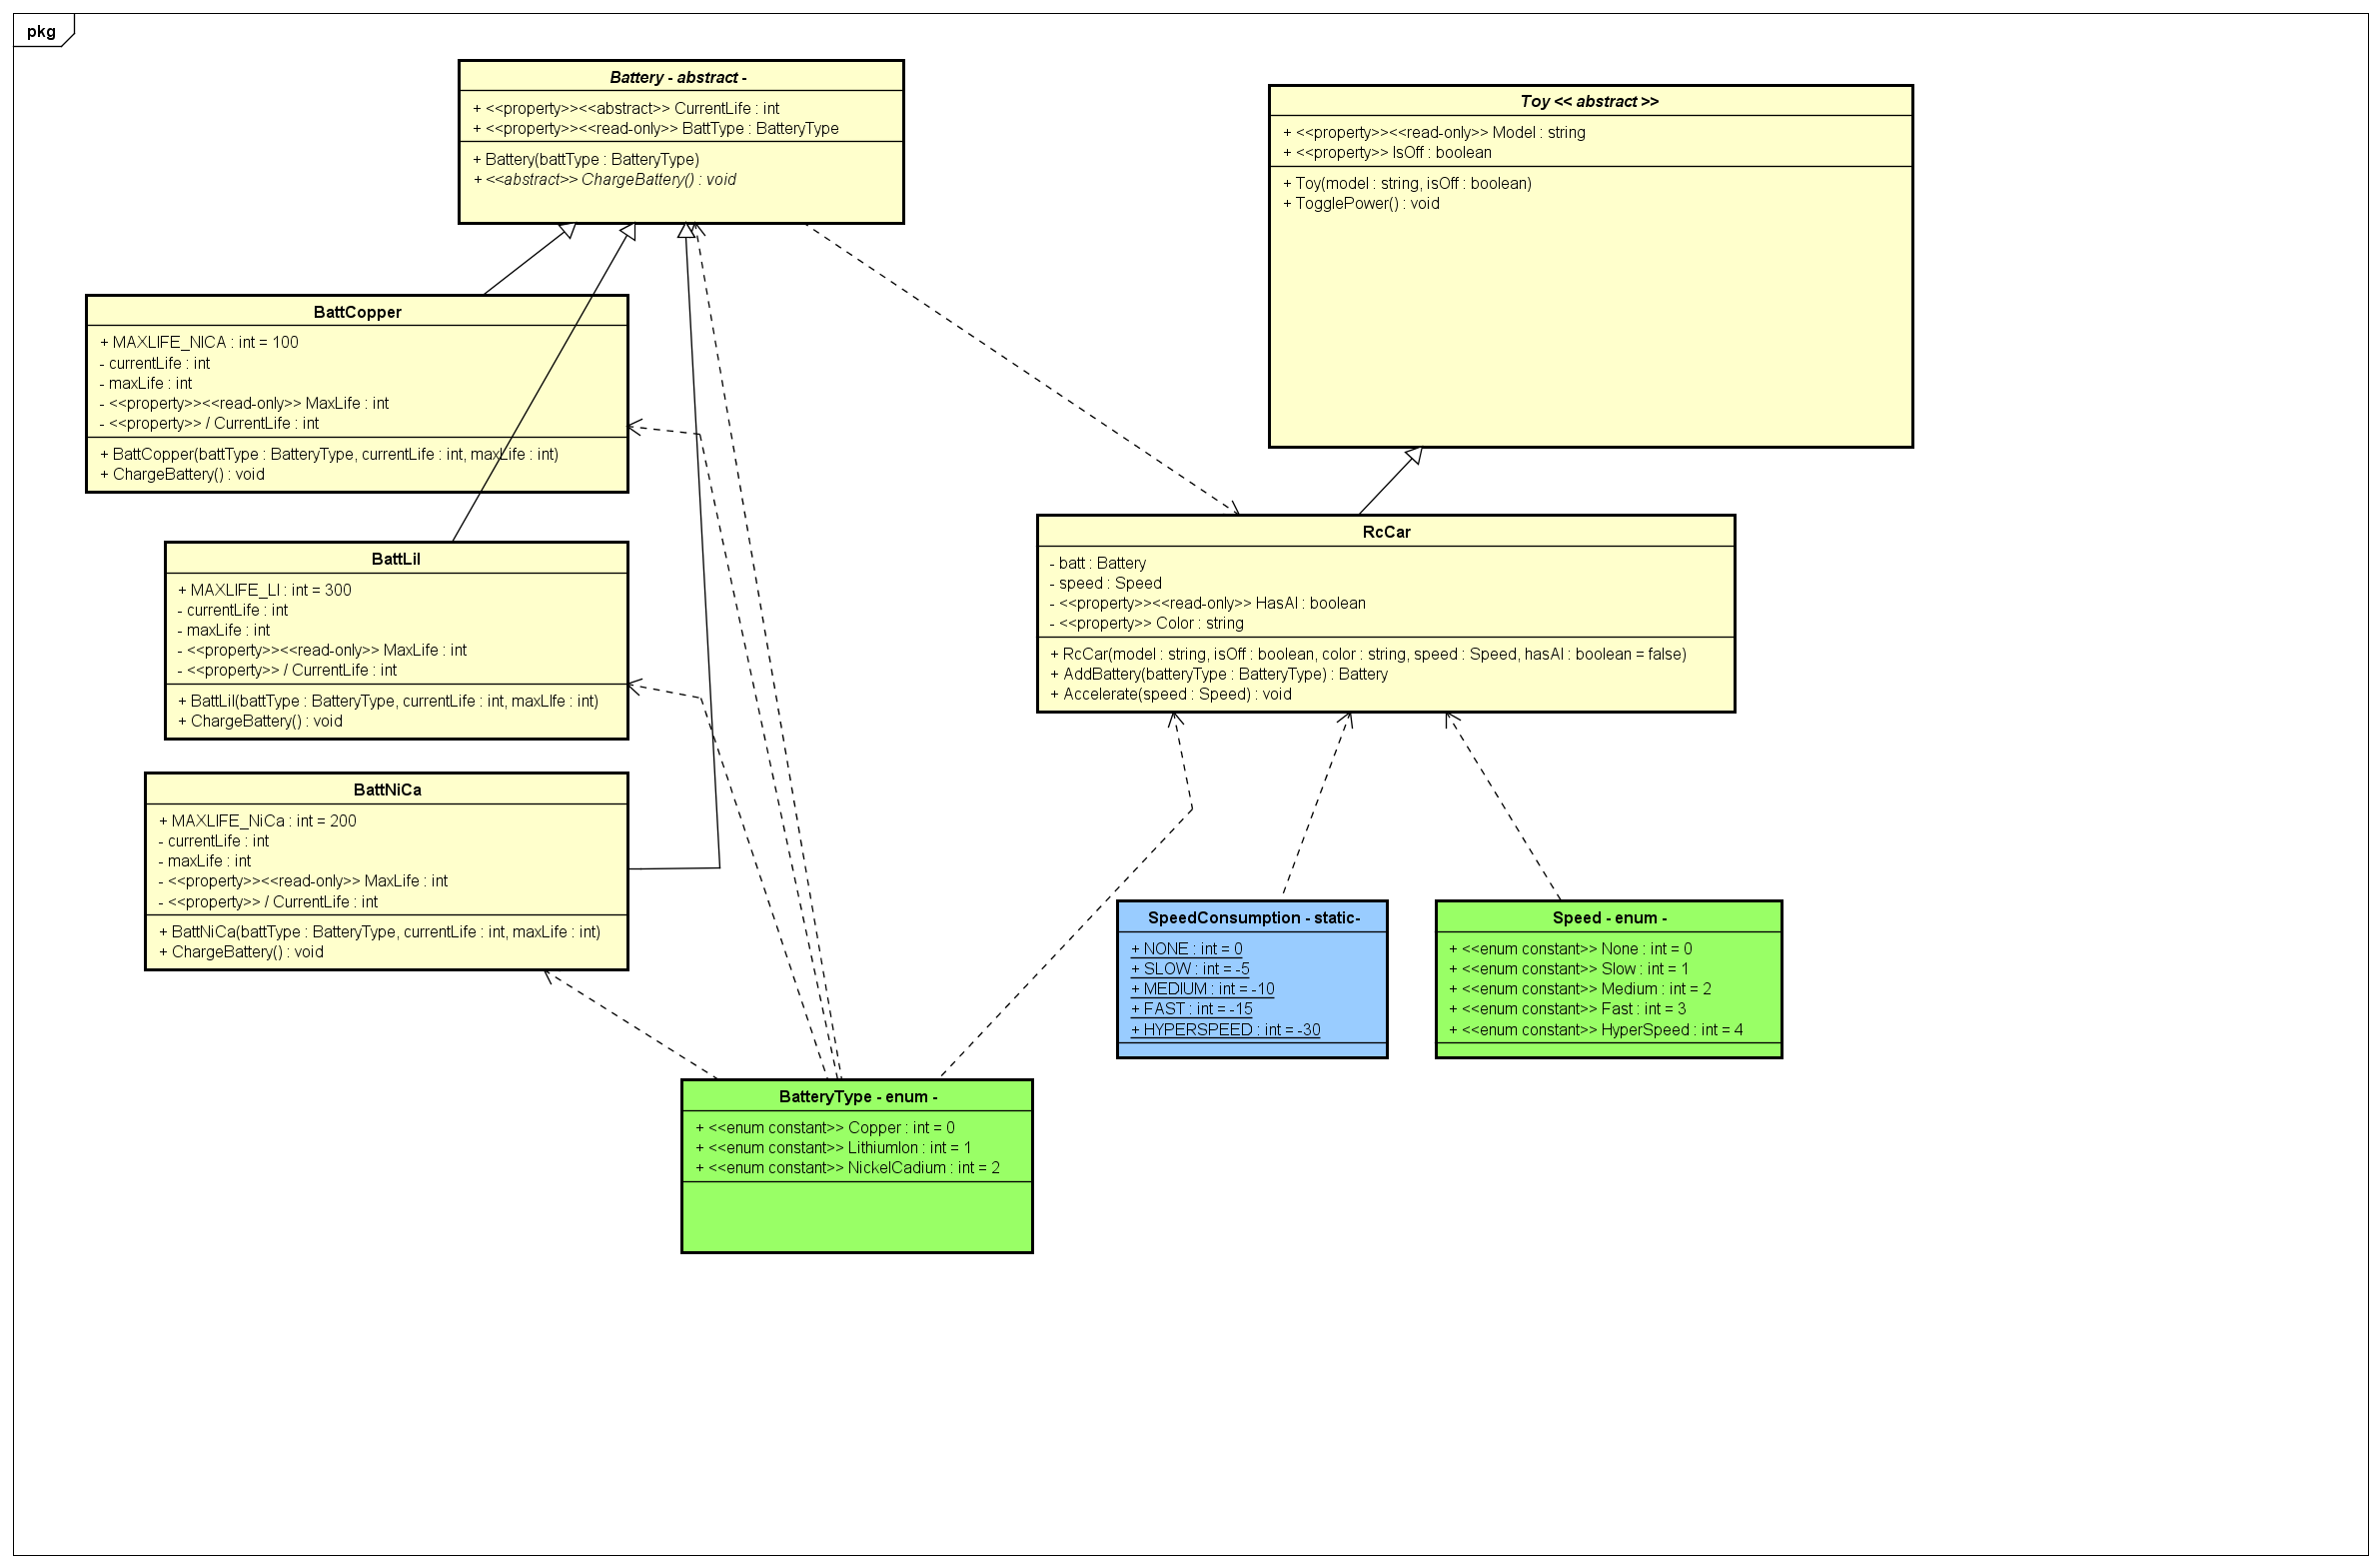 pkg
Battery - abstract -
+ <<property>><<abstract>> CurrentLife : int
+ <<property>><<read-only>> BattType : BatteryType
+ Battery(battType : BatteryType)
+ <<abstract>> ChargeBattery() : void
Toy << abstract >>
+ <<property>><<read-only>> Model : string
+ <<property>> IsOff : boolean
+ Toy(model : string, isOff : boolean)
+ TogglePower() : void
BattCopper
+ MAXLIFE_NICA : int = 100
- currentLife : int
- maxLife : int
- <<property>><<read-only>> MaxLife : int
- <<property>> / CurrentLife : int
+ BattCopper(battType : BatteryType, currentLife : int, maxLife : int)
+ ChargeBattery() : void
BattLiI
+ MAXLIFE_LI : int = 300
- currentLife : int
- maxLife : int
- <<property>><<read-only>> MaxLife : int
- <<property>> / CurrentLife : int
+ BattLiI(battType : BatteryType, currentLife : int, maxLIfe : int)
+ ChargeBattery() : void
RcCar
- batt : Battery
- speed : Speed
- <<property>><<read-only>> HasAI : boolean
- <<property>> Color : string
+ RcCar(model : string, isOff : boolean, color : string, speed : Speed, hasAI : boolean = false)
+ AddBattery(batteryType : BatteryType) : Battery
+ Accelerate(speed : Speed) : void
BattNiCa
+ MAXLIFE_NiCa : int = 200
- currentLife : int
- maxLife : int
- <<property>><<read-only>> MaxLife : int
- <<property>> / CurrentLife : int
+ BattNiCa(battType : BatteryType, currentLife : int, maxLife : int)
+ ChargeBattery() : void
SpeedConsumption - static-
+ NONE : int = 0
+ SLOW : int = -5
+ MEDIUM : int = -10
+ FAST : int = -15
+ HYPERSPEED : int = -30
Speed - enum -
+ <<enum constant>> None : int = 0
+ <<enum constant>> Slow : int = 1
+ <<enum constant>> Medium : int = 2
+ <<enum constant>> Fast : int = 3
+ <<enum constant>> HyperSpeed : int = 4
BatteryType - enum -
+ <<enum constant>> Copper : int = 0
+ <<enum constant>> LithiumIon : int = 1
+ <<enum constant>> NickelCadium : int = 2